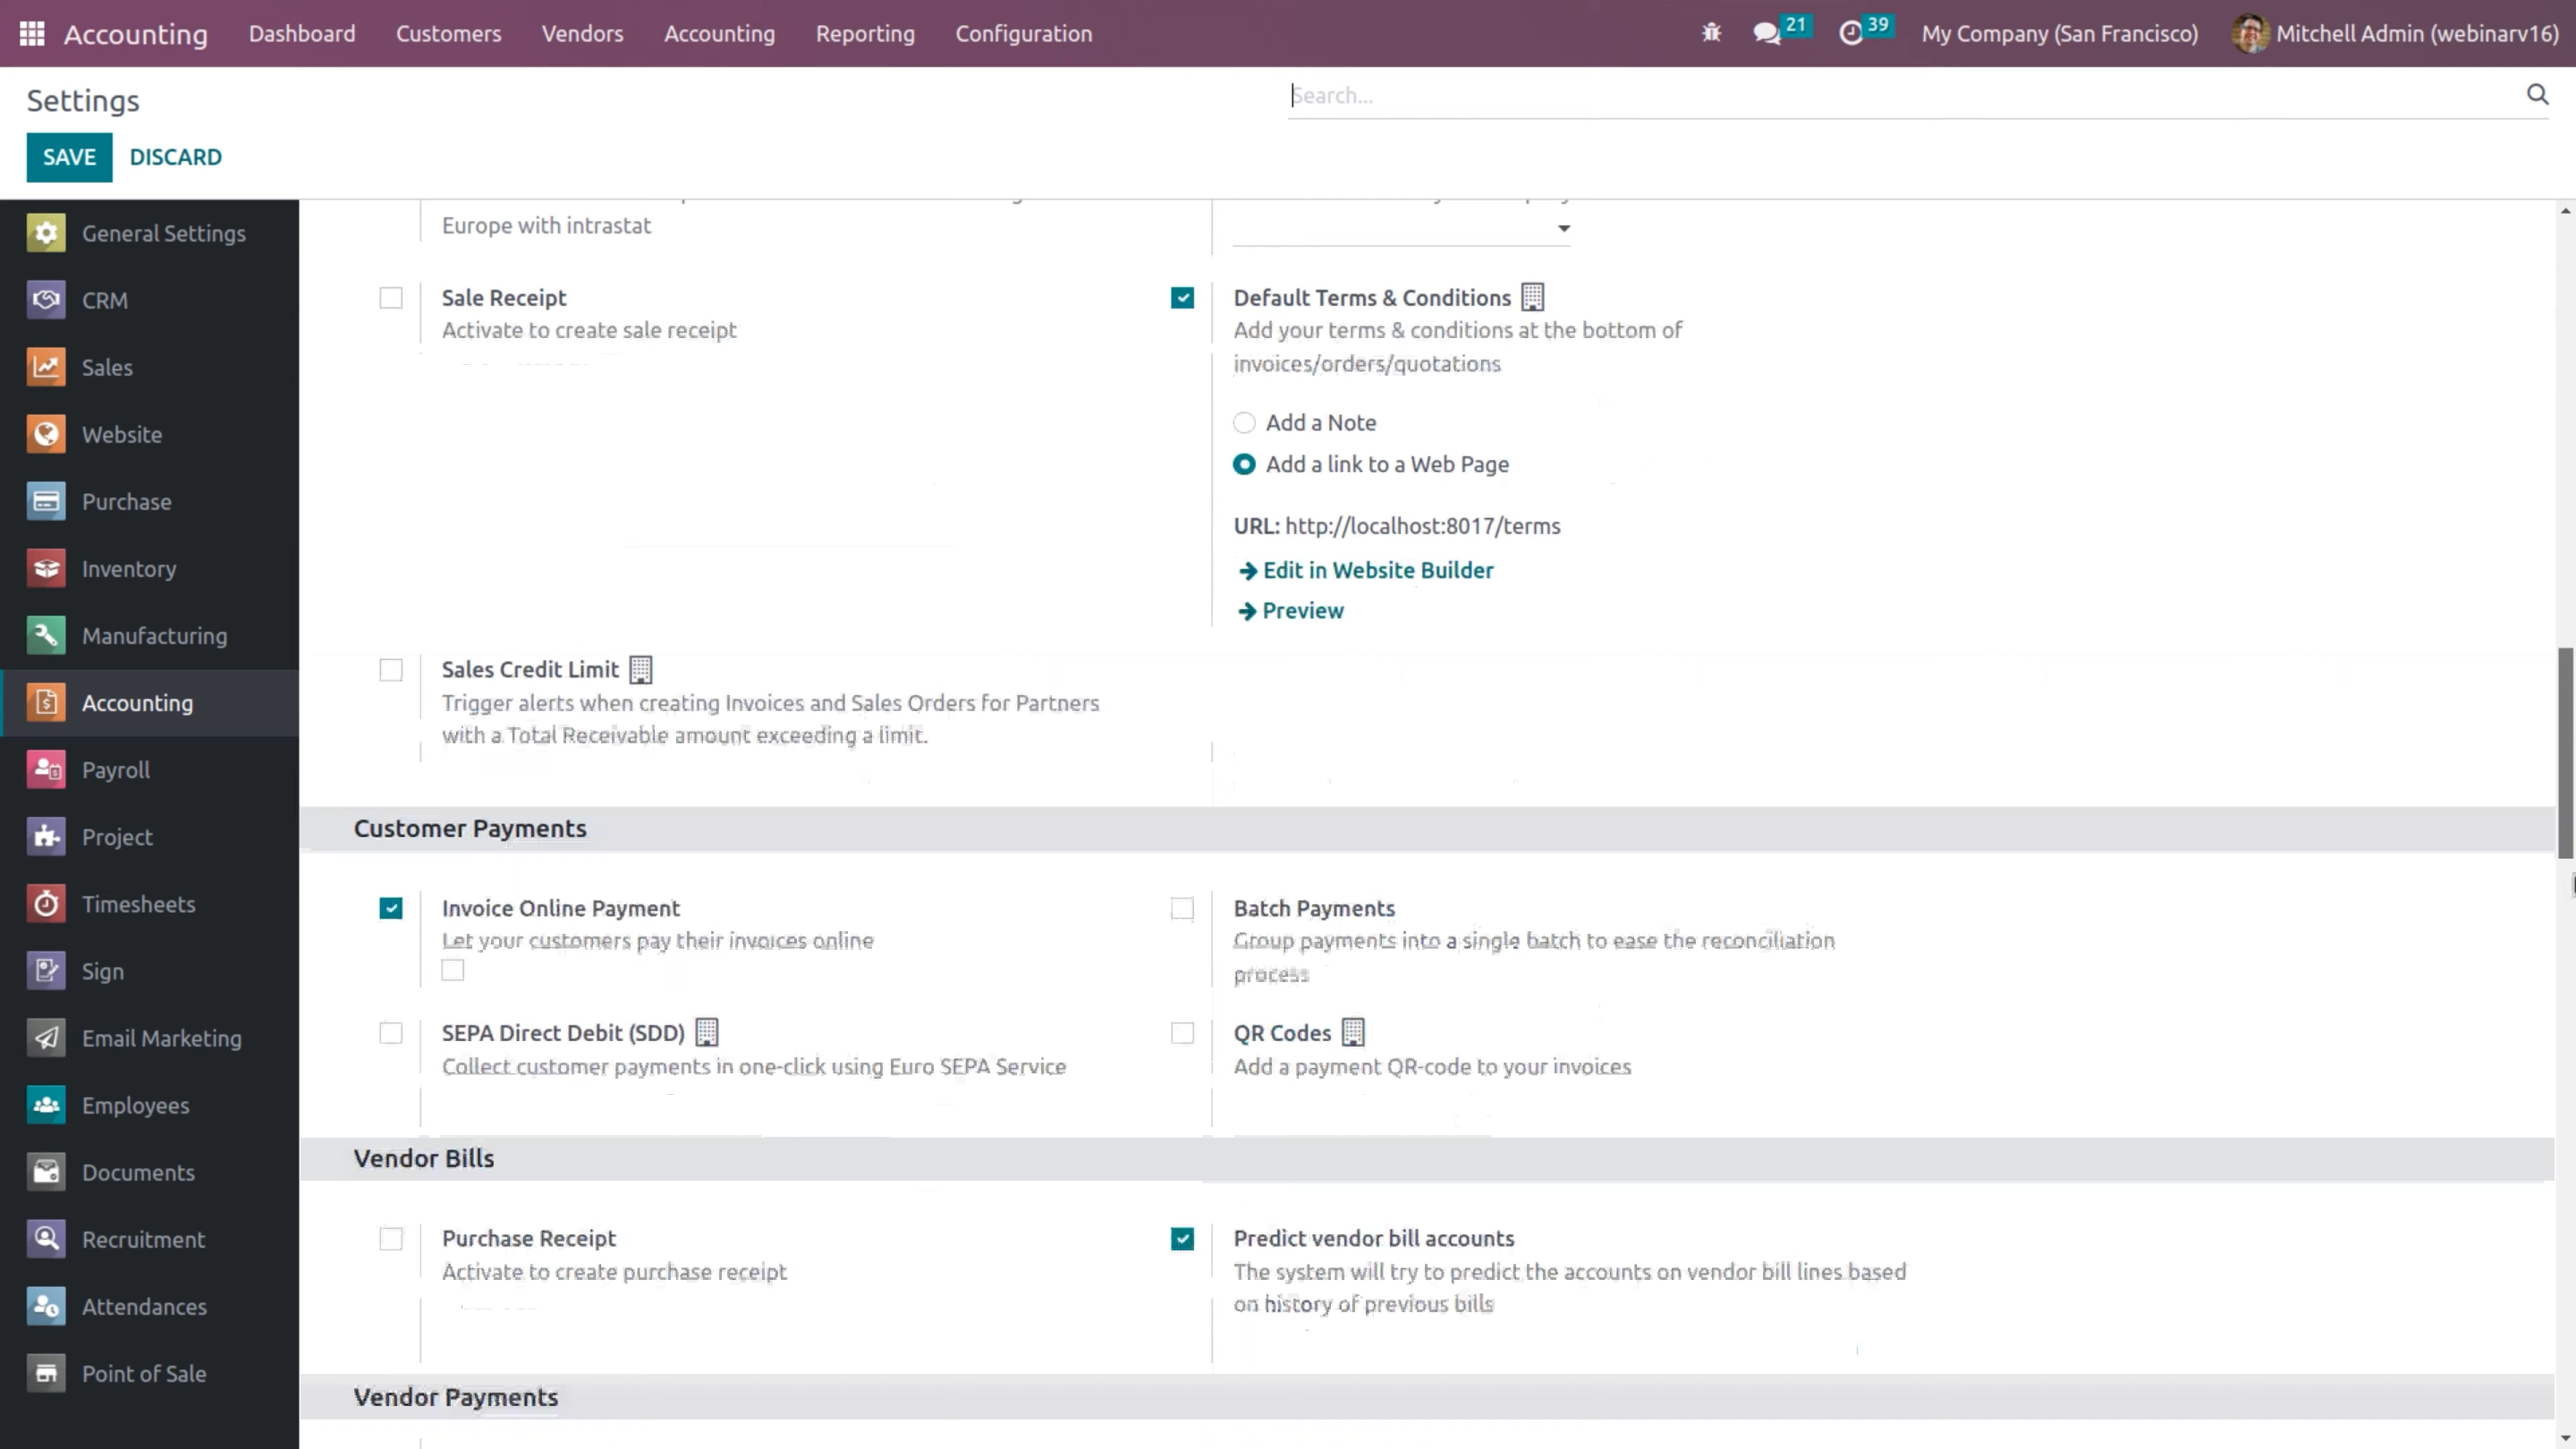 Accounting Dashboard Customers Vendors Accounting Reporting Configuration 21 39 My Company (San Francisco) Mitchell Admin (webinarv16)
Settings
Search...
SAVE DISCARD
General Settings
CRM
Sales
Website
Purchase
Inventory
Manufacturing
Accounting
Payroll
Project
Timesheets
Sign
Email Marketing
Employees
Documents
Recruitment
Attendances
Point of Sale
Europe with intrastat
Sale Receipt
Activate to create sale receipt
Default Terms & Conditions
Add your terms & conditions at the bottom of
invoices/orders/quotations
Add a Note
Add a link to a Web Page
URL: http://localhost:8017/terms
Edit in Website Builder
Preview
Sales Credit Limit
Trigger alerts when creating Invoices and Sales Orders for Partners
with a Total Receivable amount exceeding a limit.
Customer Payments
Invoice Online Payment
Let your customers pay their invoices online
Batch Payments
Group payments into a single batch to ease the reconciliation
process
SEPA Direct Debit (SDD)
Collect customer payments in one-click using Euro SEPA Service
QR Codes
Add a payment QR-code to your invoices
Vendor Bills
Purchase Receipt
Activate to create purchase receipt
Predict vendor bill accounts
The system will try to predict the accounts on vendor bill lines based
on history of previous bills
Vendor Payments